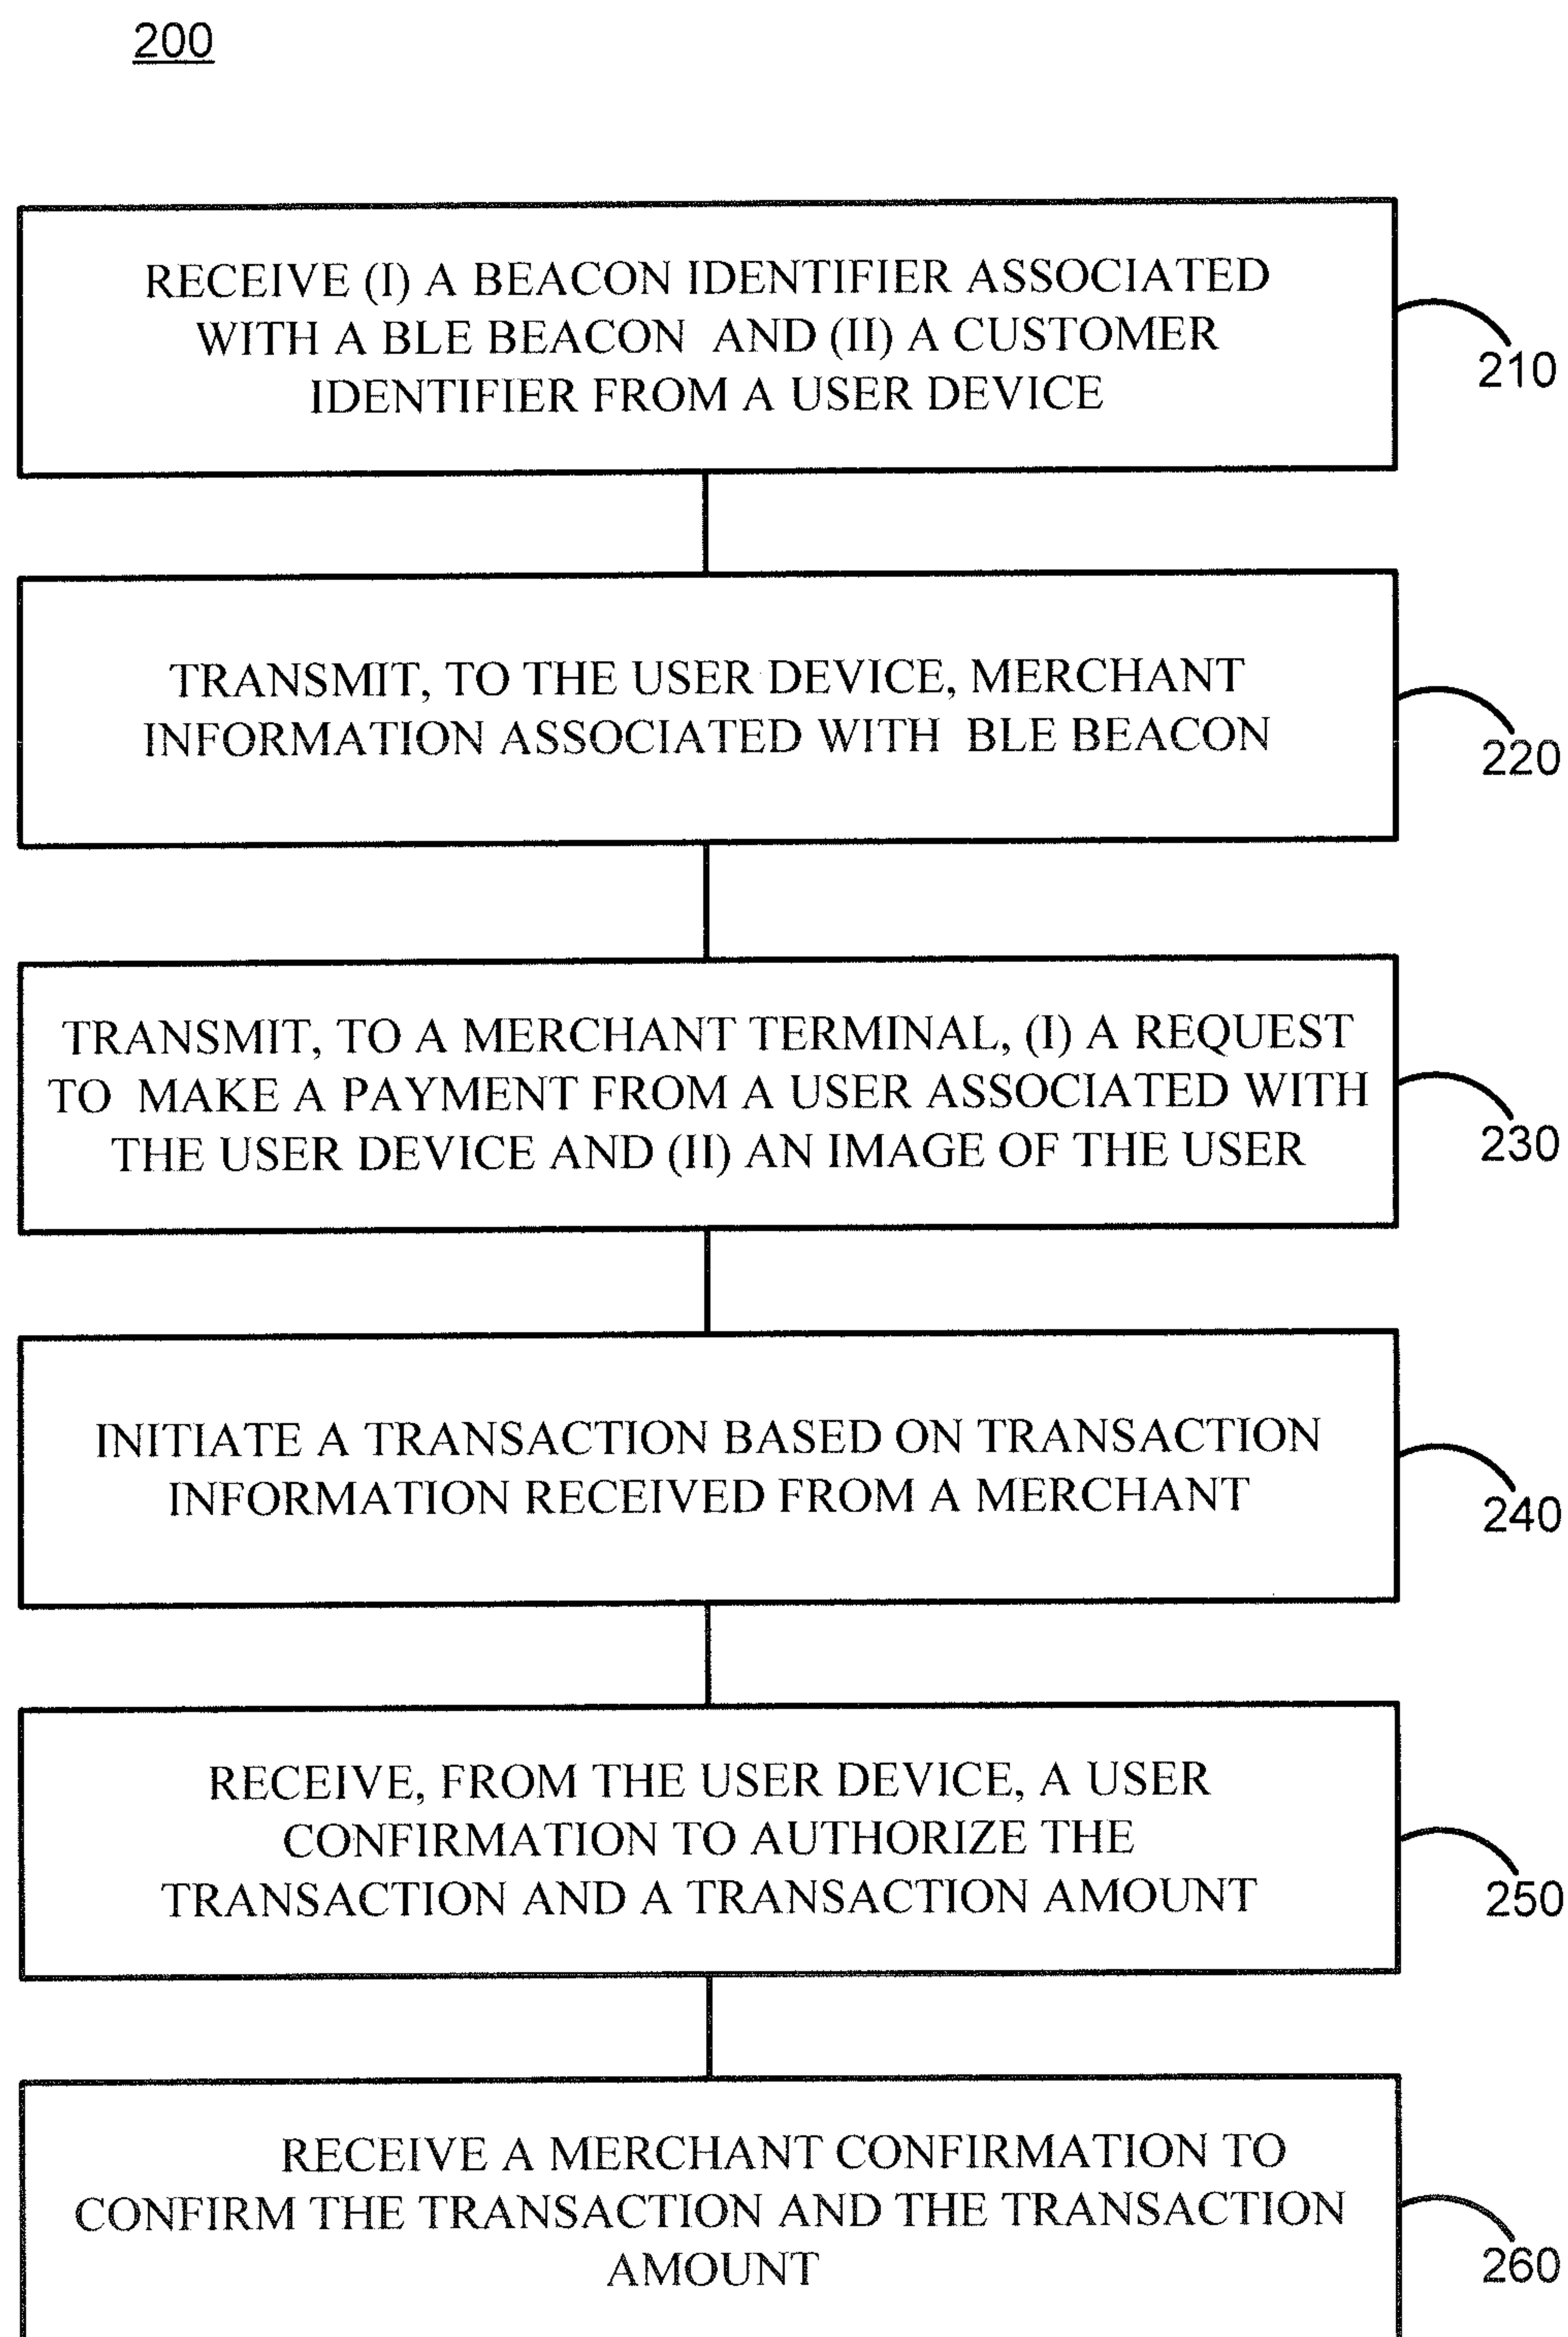 200
RECEIVE (I) A BEACON IDENTIFIER ASSOCIATED
WITH A BLE BEACON AND (II) A CUSTOMER
IDENTIFIER FROM A USER DEVICE
210
TRANSMIT, TO THE USER DEVICE, MERCHANT
INFORMATION ASSOCIATED WITH BLE BEACON
220
TRANSMIT, TO A MERCHANT TERMINAL, (I) A REQUEST
TO MAKE A PAYMENT FROM A USER ASSOCIATED WITH
THE USER DEVICE AND (II) AN IMAGE OF THE USER
230
INITIATE A TRANSACTION BASED ON TRANSACTION
INFORMATION RECEIVED FROM A MERCHANT
240
RECEIVE, FROM THE USER DEVICE, A USER
CONFIRMATION TO AUTHORIZE THE
TRANSACTION AND A TRANSACTION AMOUNT
250
RECEIVE A MERCHANT CONFIRMATION TO
CONFIRM THE TRANSACTION AND THE TRANSACTION
AMOUNT
260